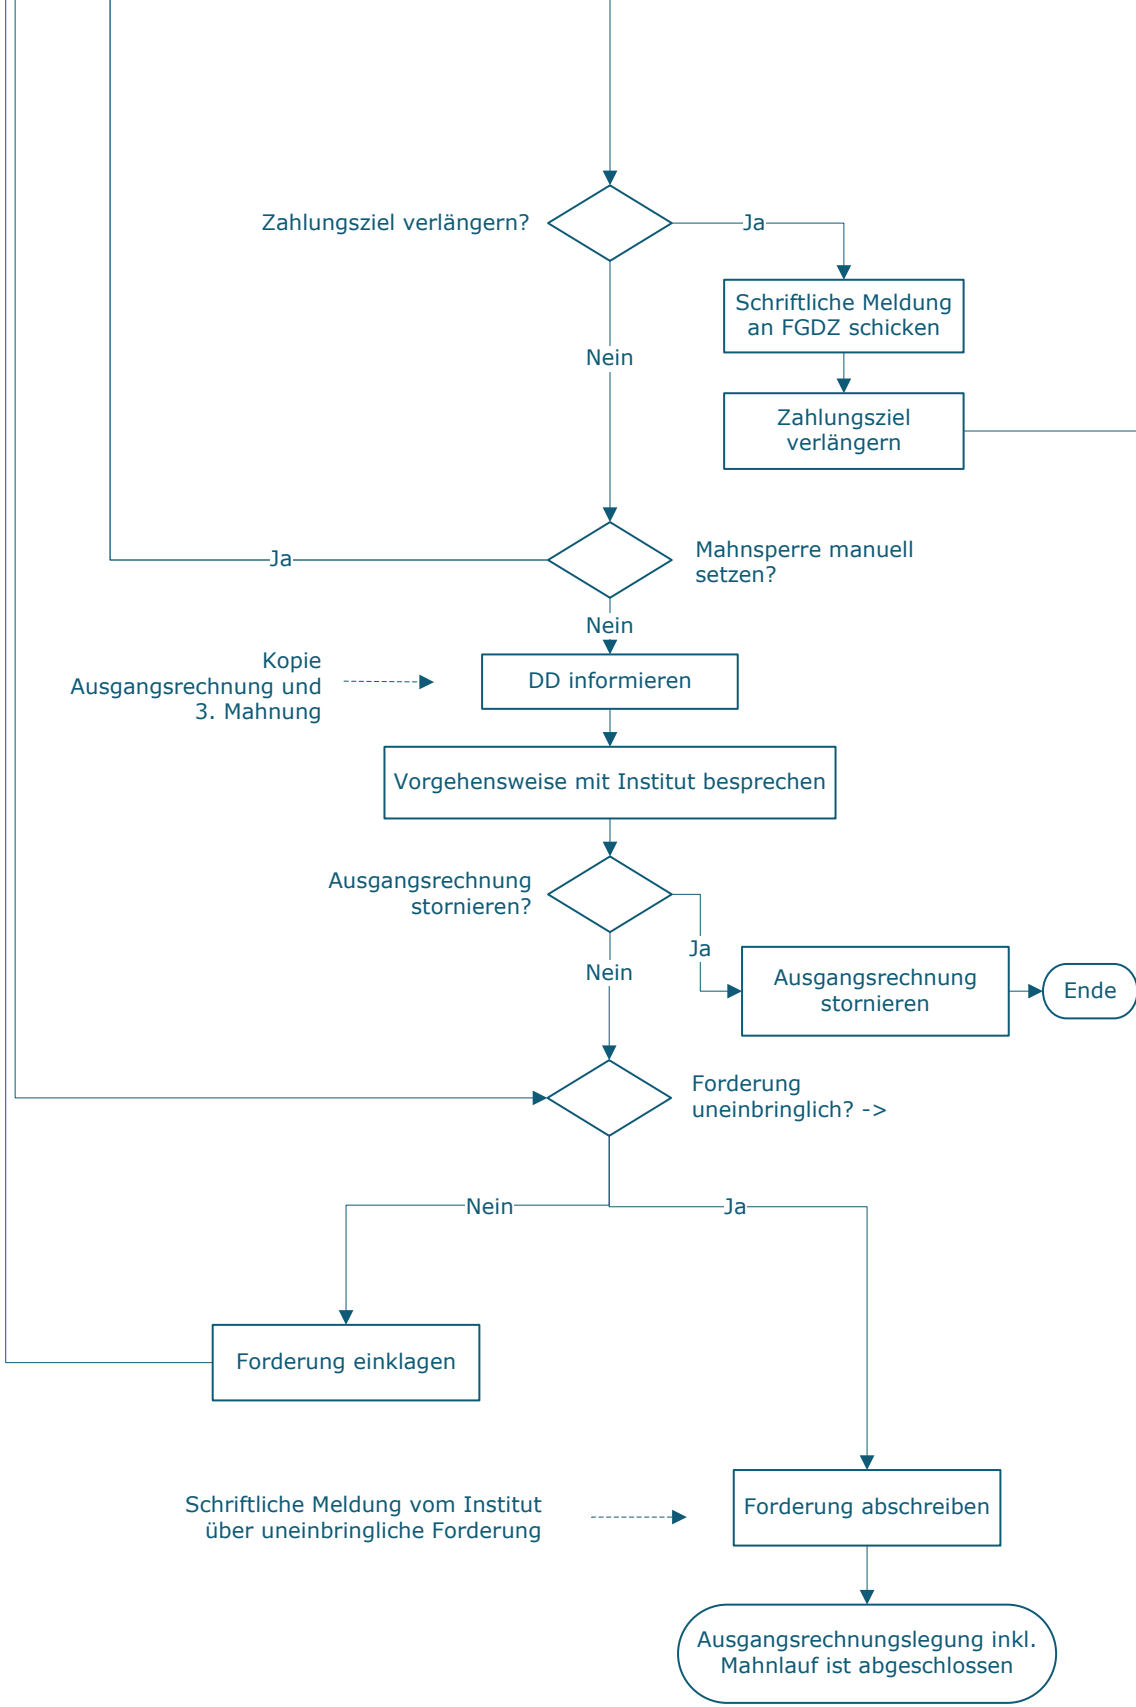 Zahlungsziel verlängern?
Ja
Schriftliche Meldung
an FGDZ schicken
Nein
Zahlungsziel
verlängern
Ja
Mahnsperre manuell
setzen?
Nein
Kopie
Ausgangsrechnung und
3. Mahnung
DD informieren
Vorgehensweise mit Institut besprechen
Ausgangsrechnung
stornieren?
Ja
Nein
Ausgangsrechnung
stornieren
Ende
Forderung
uneinbringlich? ->
Nein
Ja
Forderung einklagen
Schriftliche Meldung vom Institut
über uneinbringliche Forderung
Forderung abschreiben
Ausgangsrechnungslegung inkl.
Mahnlauf ist abgeschlossen